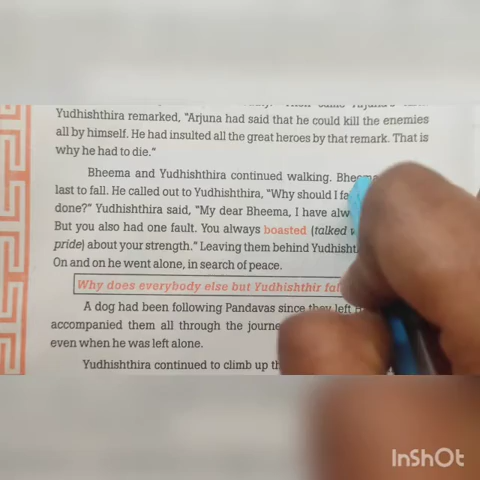 Yudhishthira remarked, "Arjuna had said that he could kill the enemies
all by himself. He had insulted all the great heroes by that remark. That is
why he had to die."
Bheema and Yudhishthira continued walking.
last to fall. He called out to Yudhishthira, "Why should I
done?" Yudhishthira said, "My dear Bheema, I have
But you also had one fault. You always boasted (talked
pride) about your strength." Leaving them behind
On and on he went alone, in search of peace.
Why does everybody else but Yudhishthir
A dog had been following Pandavas since they left
accompanied them all through the
even when he was left alone.
Yudhishthira continued to climb up
InShOt